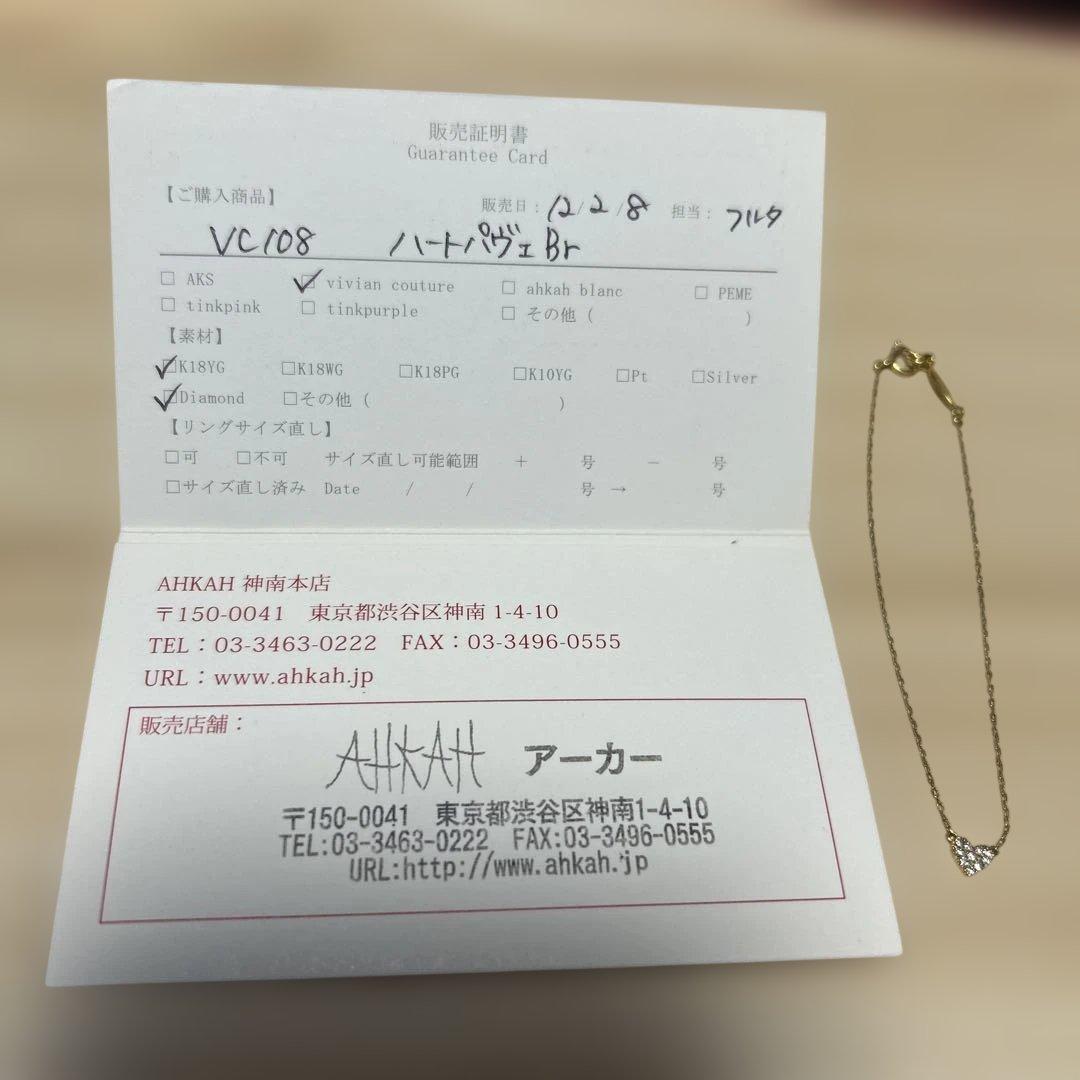 販売証明書
Guarantee Card
【ご購入商品】 販売日: 12/2/8 担当: フルタ
VC108 ハートパヴェBr
□ AKS ☑ vivian couture □ ahkah blanc □ PEME
□ tinkpink □ tinkpurple □ その他 ( )
【素材】
☑K18YG □K18WG □K18PG □K10YG □Pt □Silver
☑Diamond □その他 ( )
【リングサイズ直し】
□可 □不可 サイズ直し可能範囲 + 号 − 号
□サイズ直し済み Date / / 号 → 号
AHKAH 神南本店
〒150-0041 東京都渋谷区神南 1-4-10
TEL：03-3463-0222 FAX：03-3496-0555
URL：www.ahkah.jp
販売店舗：
AHKAH アーカー
〒150-0041 東京都渋谷区神南1-4-10
TEL:03-3463-0222 FAX:03-3496-0555
URL:http://www.ahkah.jp